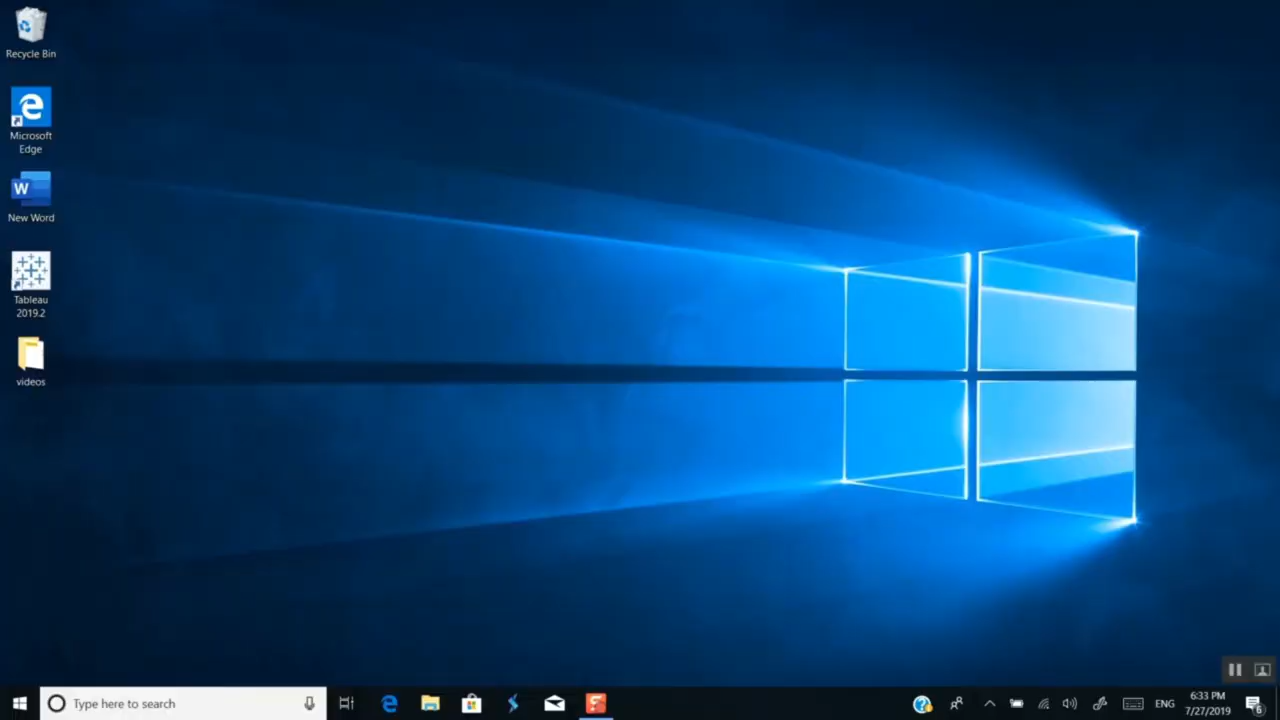 Recycle Bin
Microsoft
Edge
W
New Word
Tableau
2019.2
videos
Type here to search
ENG
6:33 PM
7/27/2019
6